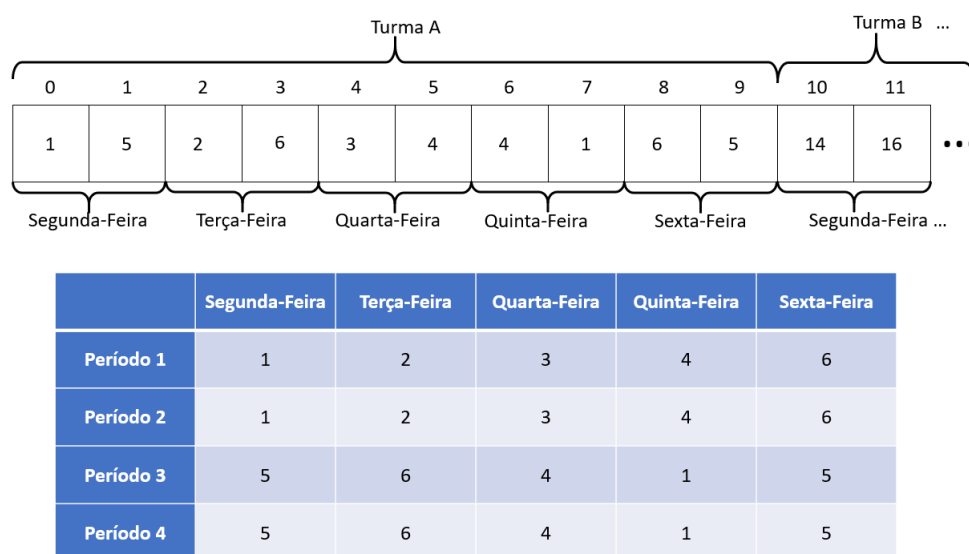 Turma A Turma B ...
0 1 2 3 4 5 6 7 8 9 10 11
1 5 2 6 3 4 4 1 6 5 14 16 ...
Segunda-Feira Terça-Feira Quarta-Feira Quinta-Feira Sexta-Feira Segunda-Feira ...
Segunda-Feira Terça-Feira Quarta-Feira Quinta-Feira Sexta-Feira
Período 1 1 2 3 4 6
Período 2 1 2 3 4 6
Período 3 5 6 4 1 5
Período 4 5 6 4 1 5